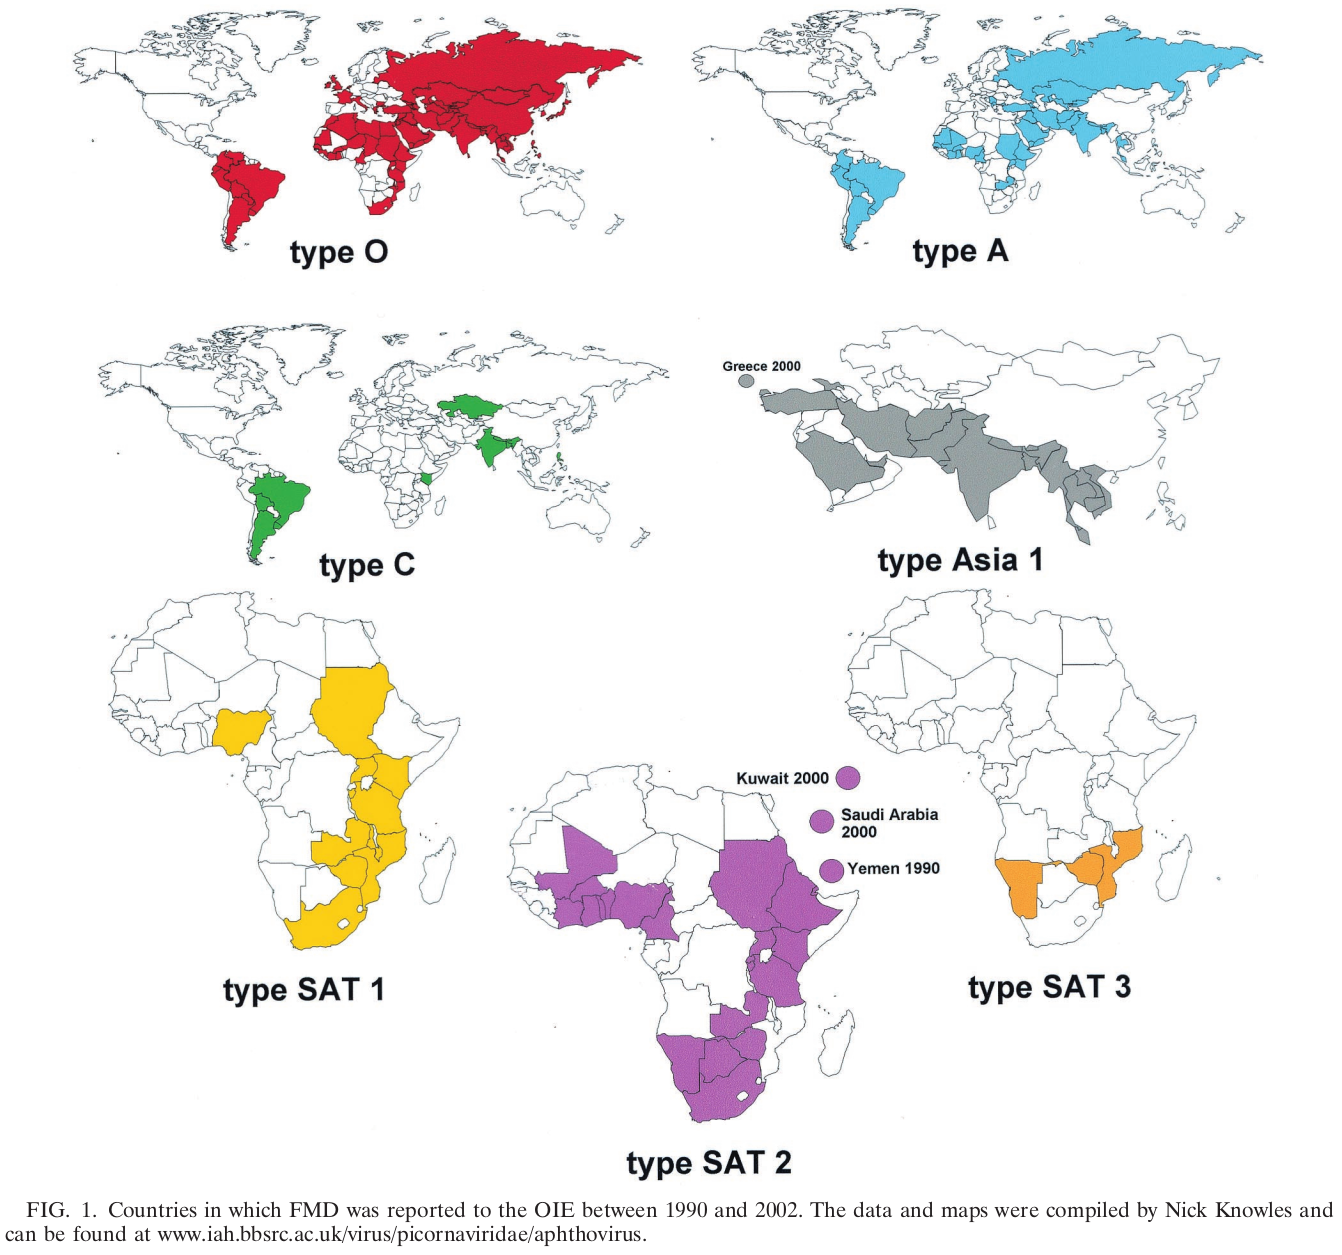 type O
type A
Greece 2000
type C
type Asia 1
Kuwait 2000
Saudi Arabia
2000
Yemen 1990
type SAT 1
type SAT 3
type SAT 2
FIG. 1. Countries in which FMD was reported to the OIE between 1990 and 2002. The data and maps were compiled by Nick Knowles and
can be found at www.iah.bbsrc.ac.uk/virus/picornaviridae/aphthovirus.